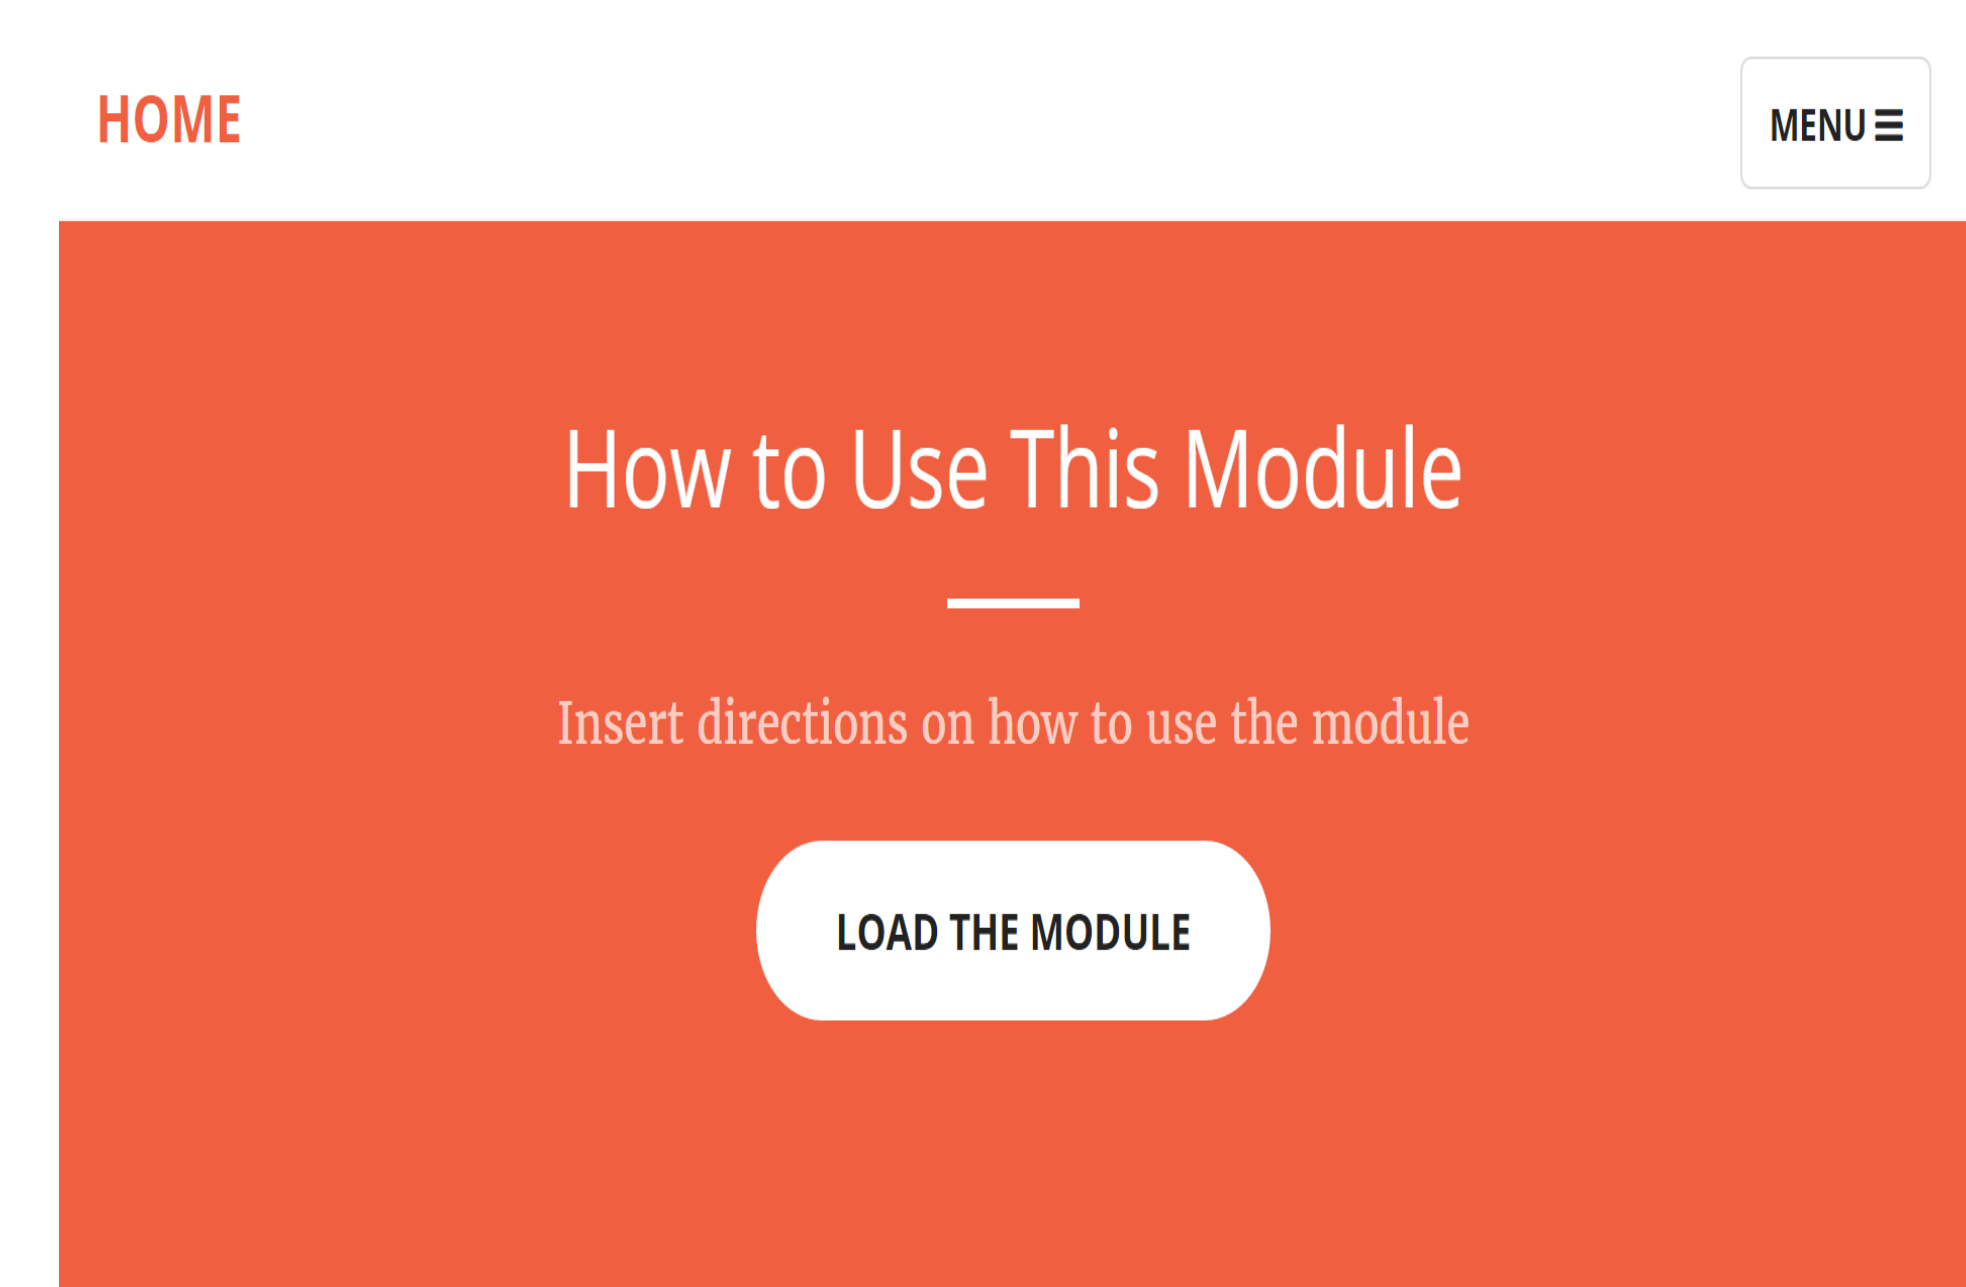 HOME
MENU
How to Use This Module
Insert directions on how to use the module
LOAD THE MODULE